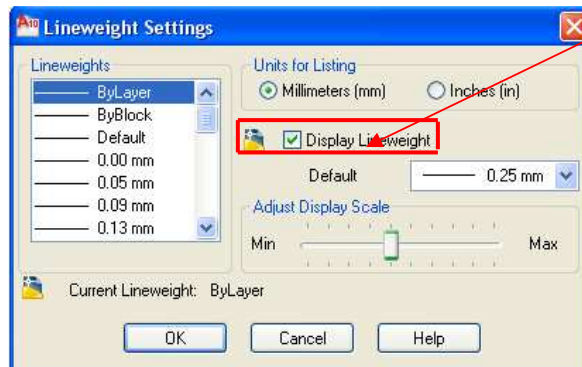 Lineweight Settings
Lineweights
ByLayer
ByBlock
Default
0.00 mm
0.05 mm
0.09 mm
0.13 mm
Units for Listing
Millimeters (mm) Inches (in)
Display Lineweight
Default 0.25 mm
Adjust Display Scale
Min Max
Current Lineweight: ByLayer
OK Cancel Help